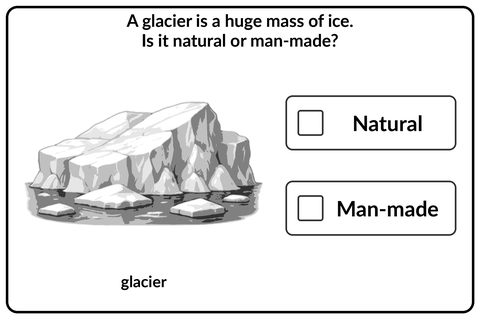 A glacier is a huge mass of ice.
Is it natural or man-made?
Natural
Man-made
glacier